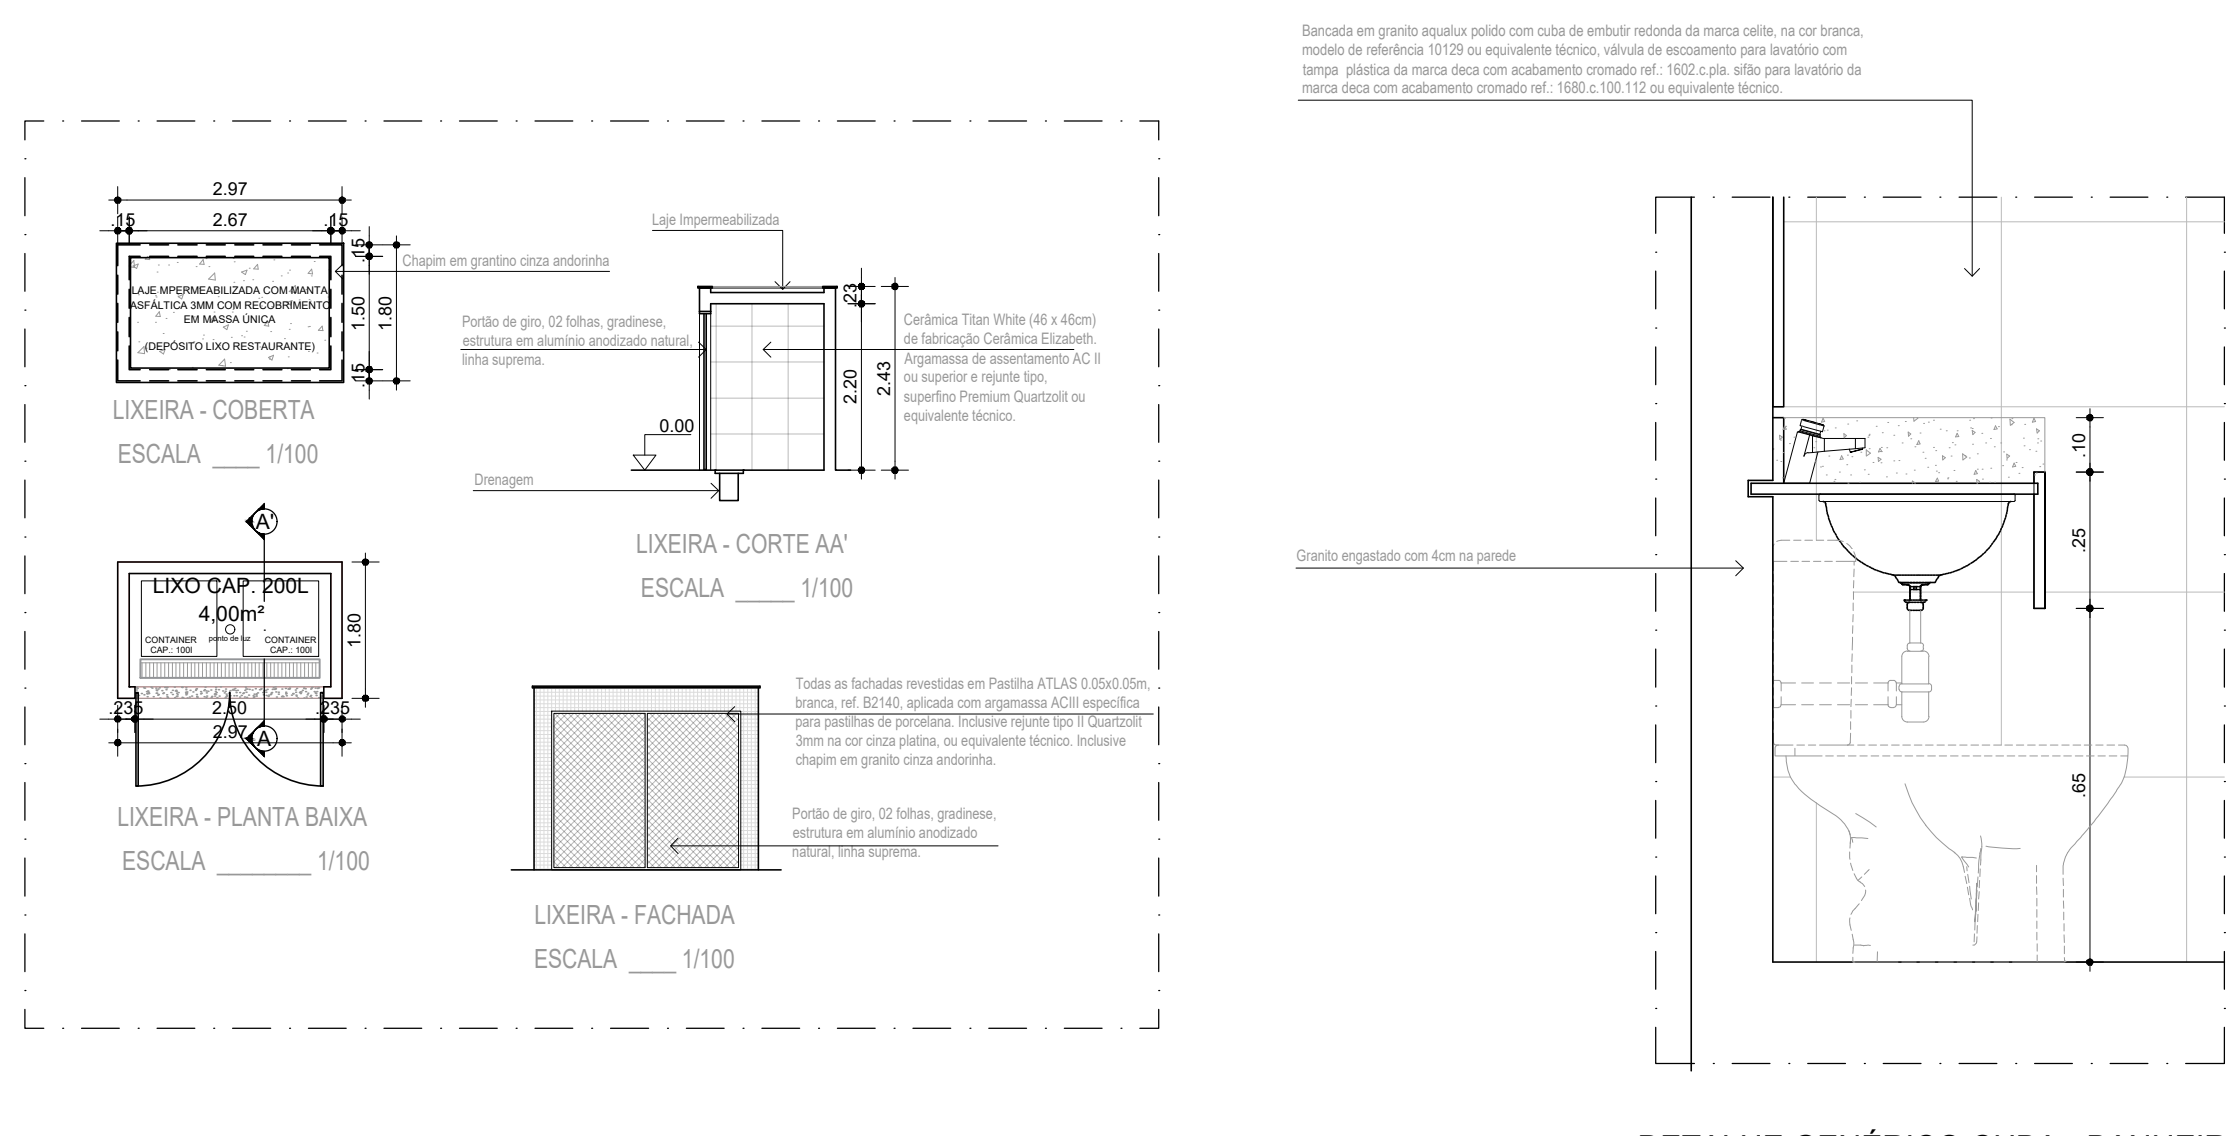 Bancada em granito aqualux polido com cuba de embutir redonda da marca celite, na cor branca,
modelo de referência 10129 ou equivalente técnico, válvula de escoamento para lavatório com
tampa plástica da marca deca com acabamento cromado ref.: 1602.c.pla. sifão para lavatório da
marca deca com acabamento cromado ref.: 1680.c.100.112 ou equivalente técnico.
2.97
.15 2.67 .15
.15
1.50
1.80
.15
Chapim em grantino cinza andorinha
LAJE MPERMEABILIZADA COM MANTA
ASFÁLTICA 3MM COM RECOBRIMENTO
EM MASSA ÚNICA
(DEPÓSITO LIXO RESTAURANTE)
LIXEIRA - COBERTA
ESCALA ____ 1/100
Laje Impermeabilizada
Portão de giro, 02 folhas, gradinese,
estrutura em alumínio anodizado natural,
linha suprema.
.23
2.20
2.43
Cerâmica Titan White (46 x 46cm)
de fabricação Cerâmica Elizabeth.
Argamassa de assentamento AC II
ou superior e rejunte tipo,
superfino Premium Quartzolit ou
equivalente técnico.
0.00
Drenagem
LIXEIRA - CORTE AA'
ESCALA _____ 1/100
A'
LIXO CAP. 200L
4,00m²
ponto de luz
CONTAINER
CAP.: 100l
CONTAINER
CAP.: 100l
1.80
.235 2.50 .235
2.97
A
LIXEIRA - PLANTA BAIXA
ESCALA ________ 1/100
Todas as fachadas revestidas em Pastilha ATLAS 0.05x0.05m,
branca, ref. B2140, aplicada com argamassa ACIII específica
para pastilhas de porcelana. Inclusive rejunte tipo II Quartzolit
3mm na cor cinza platina, ou equivalente técnico. Inclusive
chapim em granito cinza andorinha.
Portão de giro, 02 folhas, gradinese,
estrutura em alumínio anodizado
natural, linha suprema.
LIXEIRA - FACHADA
ESCALA ____ 1/100
Granito engastado com 4cm na parede
.10
.25
.65